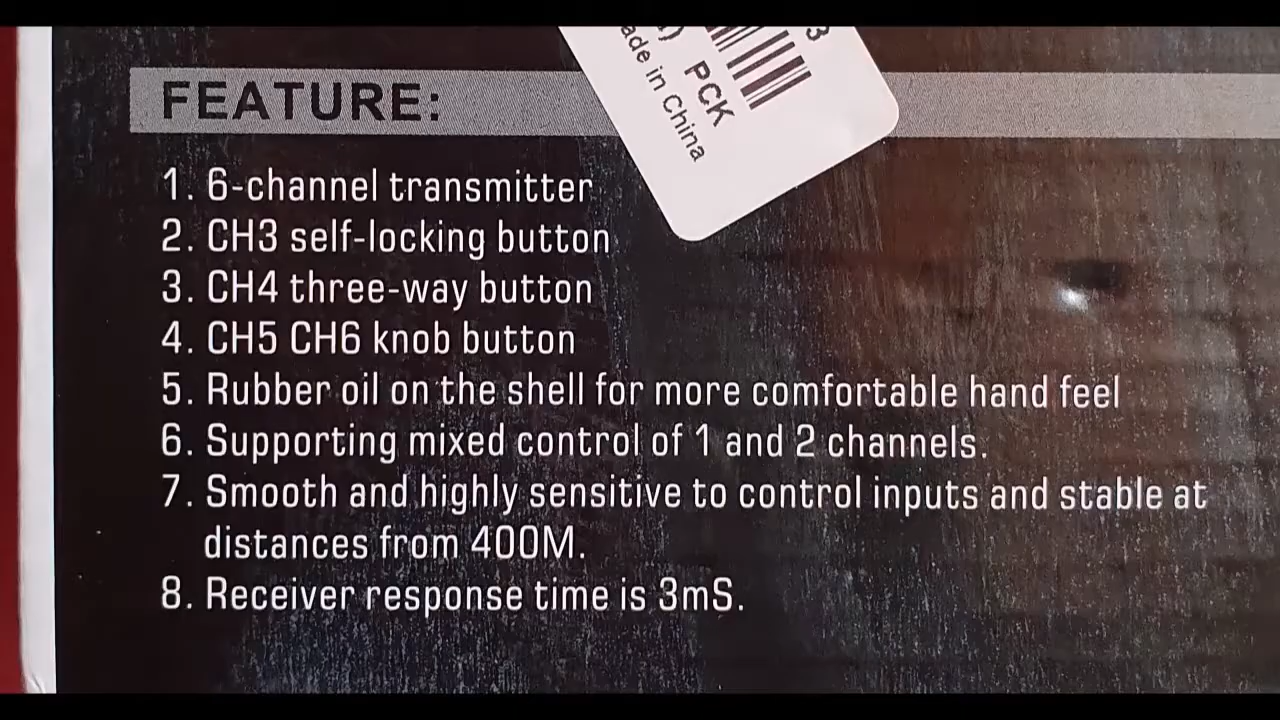 3
PCK
in China
FEATURE:
1. 6-channel transmitter
2. CH3 self-locking button
3. CH4 three-way button
4. CH5 CH6 knob button
5. Rubber oil on the shell for more comfortable hand feel
6. Supporting mixed control of 1 and 2 channels.
7. Smooth and highly sensitive to control inputs and stable at
distances from 400M.
8. Receiver response time is 3mS.